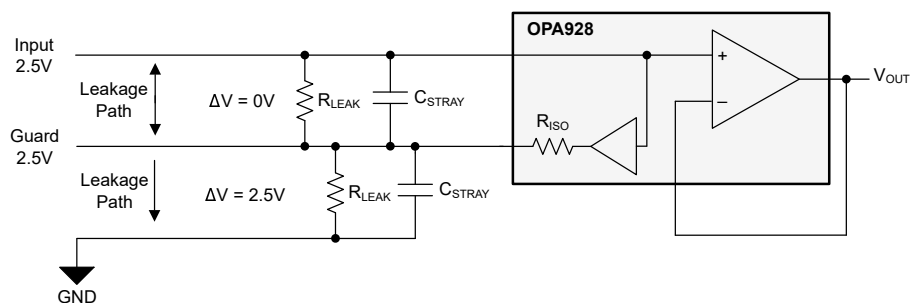 OPA928
Input
2.5V
Leakage
Path
ΔV = 0V
RLEAK
CSTRAY
+
–
VOUT
RISO
Guard
2.5V
Leakage
Path
ΔV = 2.5V
RLEAK
CSTRAY
GND